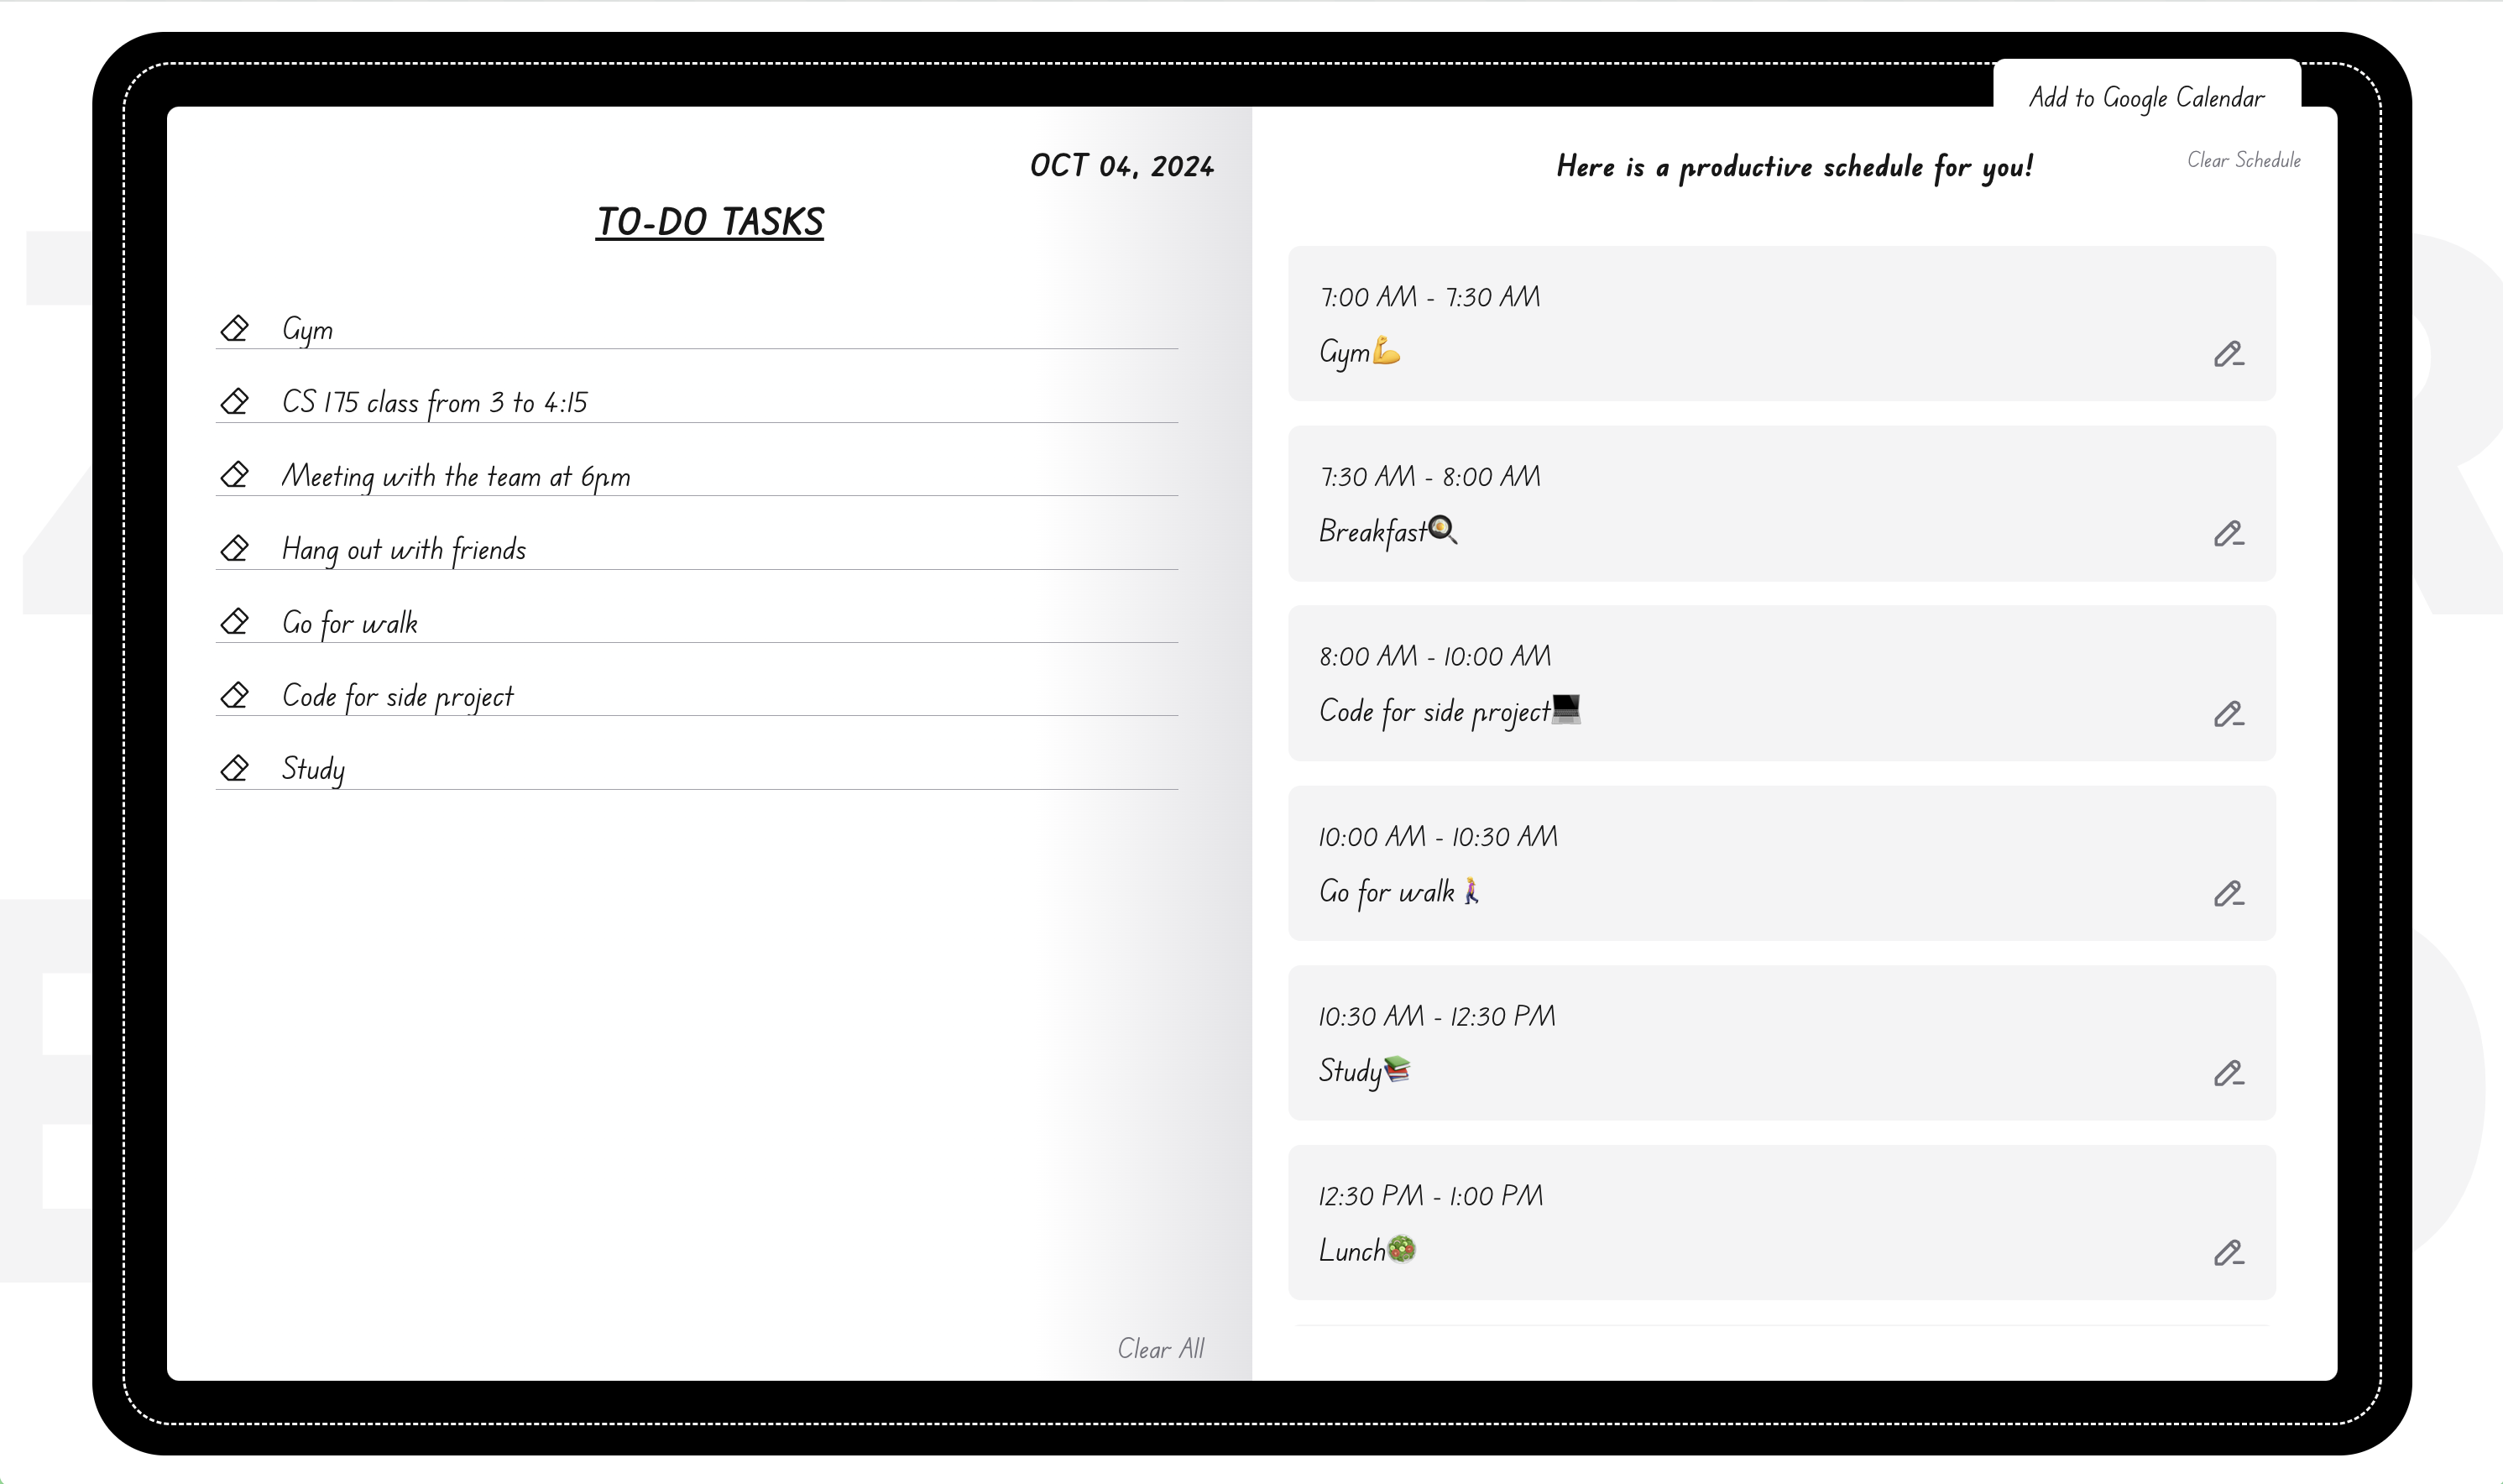 OCT 04, 2024
TO-DO TASKS
Gym
CS 175 class from 3 to 4:15
Meeting with the team at 6pm
Hang out with friends
Go for walk
Code for side project
Study
Clear All
Add to Google Calendar
Here is a productive schedule for you!
Clear Schedule
7:00 AM - 7:30 AM
Gym💪
7:30 AM - 8:00 AM
Breakfast🍳
8:00 AM - 10:00 AM
Code for side project💻
10:00 AM - 10:30 AM
Go for walk🚶‍♀️
10:30 AM - 12:30 PM
Study📚
12:30 PM - 1:00 PM
Lunch🥗